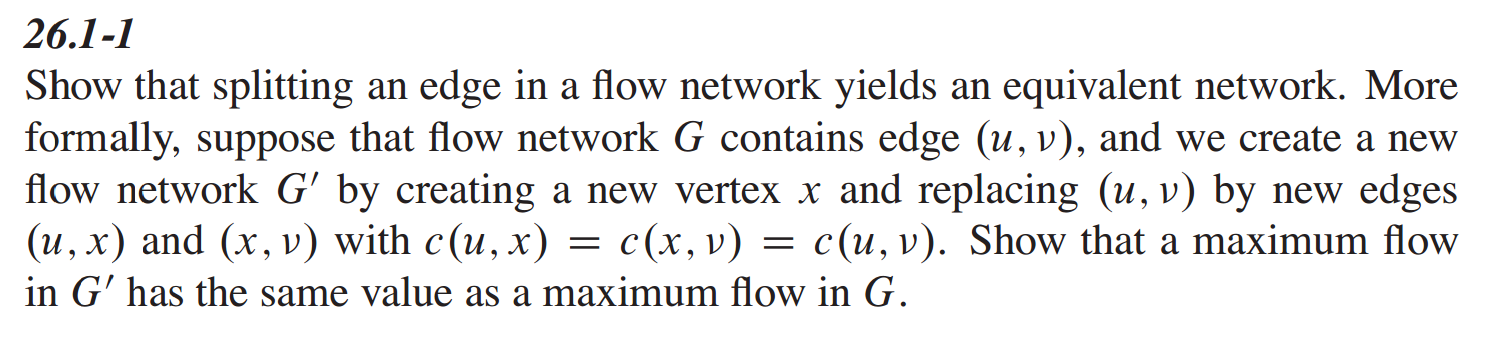 26.1-1
Show that splitting an edge in a flow network yields an equivalent network. More
formally, suppose that flow network G contains edge (u, v), and we create a new
flow network G′ by creating a new vertex x and replacing (u, v) by new edges
(u, x) and (x, v) with c(u, x) = c(x, v) = c(u, v). Show that a maximum flow
in G′ has the same value as a maximum flow in G.